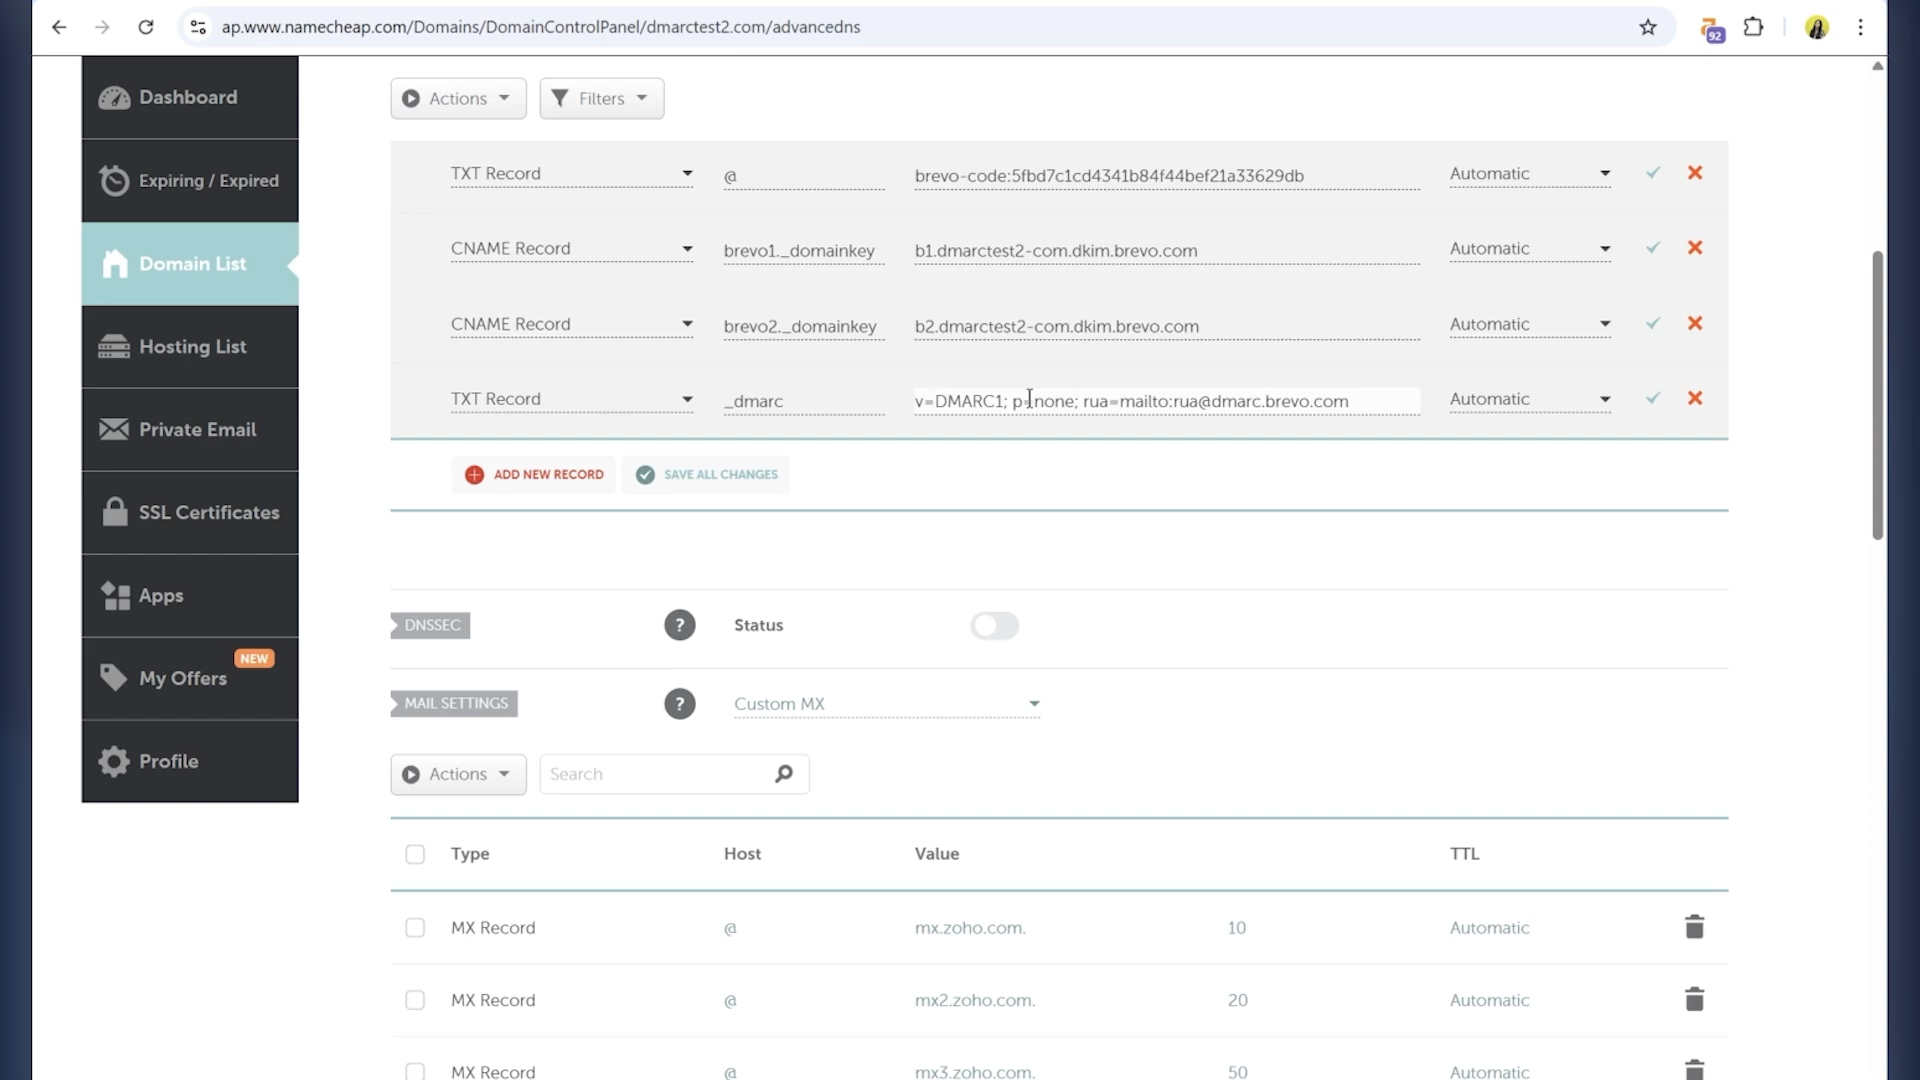 ap.www.namecheap.com/Domains/DomainControlPanel/dmarctest2.com/advancedns
92
Dashboard
Expiring / Expired
Domain List
Hosting List
Private Email
SSL Certificates
Apps
NEW
My Offers
Profile
Actions Filters
TXT Record @ brevo-code:5fbd7c1cd4341b84f44bef21a33629db Automatic
CNAME Record brevo1._domainkey b1.dmarctest2-com.dkim.brevo.com Automatic
CNAME Record brevo2._domainkey b2.dmarctest2-com.dkim.brevo.com Automatic
TXT Record _dmarc v=DMARC1; p=none; rua=mailto:rua@dmarc.brevo.com Automatic
ADD NEW RECORD SAVE ALL CHANGES
DNSSEC ? Status
MAIL SETTINGS ? Custom MX
Actions Search
Type Host Value TTL
MX Record @ mx.zoho.com. 10 Automatic
MX Record @ mx2.zoho.com. 20 Automatic
MX Record @ mx3.zoho.com. 50 Automatic